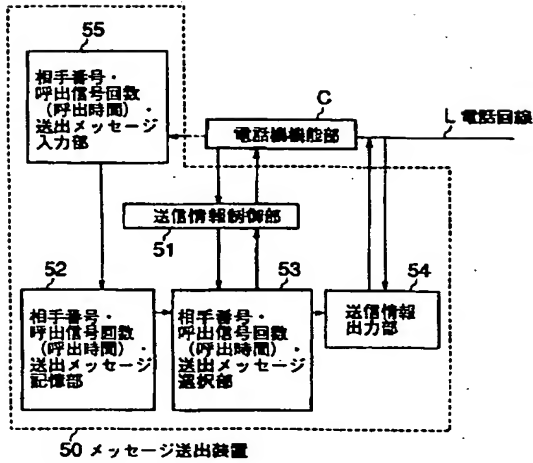 55
相手番号・
呼出信号回数
(呼出時間)・
送出メッセージ
入力部
C
電話機機能部
L 電話回線
送信情報制御部
51
52
相手番号・
呼出信号回数
(呼出時間)・
送出メッセージ
記憶部
53
相手番号・
呼出信号回数
(呼出時間)・
送出メッセージ
選択部
54
送信情報
出力部
50 メッセージ送出装置